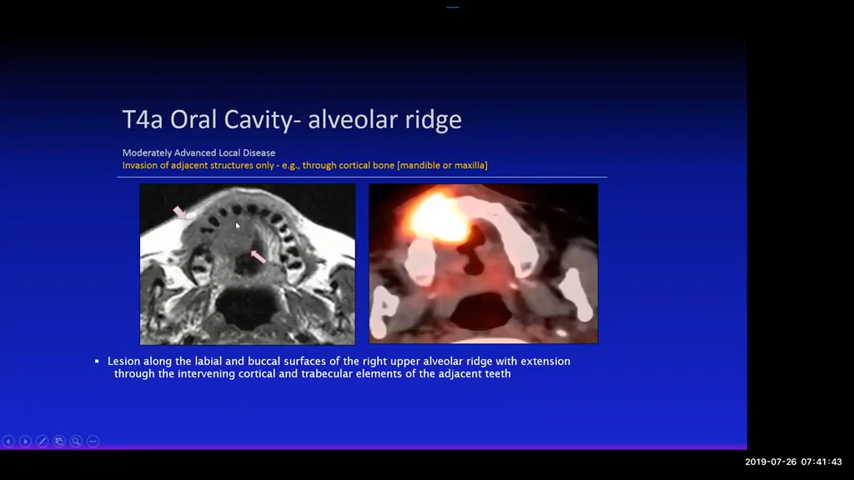 T4a Oral Cavity- alveolar ridge
Moderately Advanced Local Disease
Invasion of adjacent structures only - e.g., through cortical bone [mandible or maxilla]
▪ Lesion along the labial and buccal surfaces of the right upper alveolar ridge with extension
through the intervening cortical and trabecular elements of the adjacent teeth
2019-07-26 07:41:43